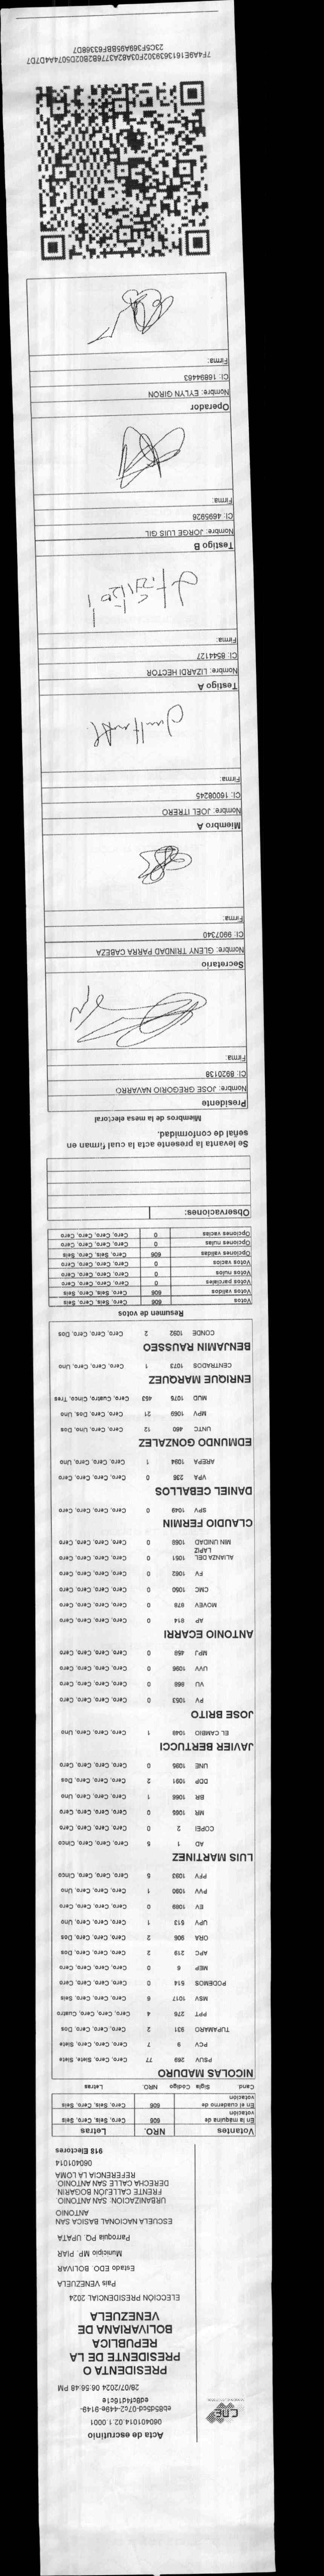 CNE
Acta de escrutinio
060401014.02.1.0001
eb85d5cd-07c2-449e-9149-
ed8cf4d16c1e
28/07/2024 06:56:48 PM
PRESIDENTA O
PRESIDENTE DE LA
REPUBLICA
BOLIVARIANA DE
VENEZUELA
ELECCIÓN PRESIDENCIAL 2024
Pais VENEZUELA
Estado EDO. BOLIVAR
Municipio MP. PIAR
Parroquia PQ. UPATA
ESCUELA NACIONAL BASICA SAN
ANTONIO
URBANIZACION: SAN ANTONIO.
FRENTE CALLEJÓN BOGARIN.
DERECHA CALLE SAN ANTONIO.
REFERENCIA LA LOMA
060401014
918 Electores
Votantes NRO. Letras
En la máquina de votación 606 Cero, Seis, Cero, Seis
En el cuaderno de votación 606 Cero, Seis, Cero, Seis
Cand. Sigla Código NRO. Letras
NICOLAS MADURO
PSUV 269 77 Cero, Cero, Siete, Siete
PCV 9 7 Cero, Cero, Cero, Siete
TUPAMARO 931 2 Cero, Cero, Cero, Dos
PPT 276 4 Cero, Cero, Cero, Cuatro
MSV 1017 6 Cero, Cero, Cero, Seis
PODEMOS 514 0 Cero, Cero, Cero, Cero
MEP 6 0 Cero, Cero, Cero, Cero
APC 219 2 Cero, Cero, Cero, Dos
ORA 906 2 Cero, Cero, Cero, Dos
UPV 513 1 Cero, Cero, Cero, Uno
EV 1089 0 Cero, Cero, Cero, Cero
PVV 1090 1 Cero, Cero, Cero, Uno
PFV 1093 5 Cero, Cero, Cero, Cinco
LUIS MARTINEZ
AD 1 5 Cero, Cero, Cero, Cinco
COPEI 2 0 Cero, Cero, Cero, Cero
MR 1065 0 Cero, Cero, Cero, Cero
BR 1066 1 Cero, Cero, Cero, Uno
DDP 1091 2 Cero, Cero, Cero, Dos
UNE 1095 0 Cero, Cero, Cero, Cero
JAVIER BERTUCCI
EL CAMBIO 1048 1 Cero, Cero, Cero, Uno
JOSE BRITO
PV 1053 0 Cero, Cero, Cero, Cero
VU 868 0 Cero, Cero, Cero, Cero
UVV 1096 0 Cero, Cero, Cero, Cero
MPJ 458 0 Cero, Cero, Cero, Cero
ANTONIO ECARRI
AP 914 0 Cero, Cero, Cero, Cero
MOVEV 878 0 Cero, Cero, Cero, Cero
CMC 1050 0 Cero, Cero, Cero, Cero
FV 1062 0 Cero, Cero, Cero, Cero
ALIANZA DEL LAPIZ 1051 0 Cero, Cero, Cero, Cero
MIN UNIDAD 1068 0 Cero, Cero, Cero, Cero
CLAUDIO FERMIN
SPV 1049 0 Cero, Cero, Cero, Cero
DANIEL CEBALLOS
VPA 236 0 Cero, Cero, Cero, Cero
AREPA 1094 1 Cero, Cero, Cero, Uno
EDMUNDO GONZALEZ
UNTC 460 12 Cero, Cero, Uno, Dos
MPV 1069 21 Cero, Cero, Dos, Uno
MUD 1075 453 Cero, Cuatro, Cinco, Tres
ENRIQUE MARQUEZ
CENTRADOS 1073 1 Cero, Cero, Cero, Uno
BENJAMIN RAUSSEO
CONDE 1092 2 Cero, Cero, Cero, Dos
Resumen de votos
Votos 606 Cero, Seis, Cero, Seis
Votos validos 606 Cero, Seis, Cero, Seis
Votos parciales 0 Cero, Cero, Cero, Cero
Votos nulos 0 Cero, Cero, Cero, Cero
Votos vacios 0 Cero, Cero, Cero, Cero
Opciones validas 606 Cero, Seis, Cero, Seis
Opciones nulas 0 Cero, Cero, Cero, Cero
Opciones vacias 0 Cero, Cero, Cero, Cero
Observaciones:
Se levanta la presente acta la cual firman en
señal de conformidad.
Miembros de la mesa electoral
Presidente
Nombre: JOSE GREGORIO NAVARRO
CI: 8920138
Firma:
Secretario
Nombre: GLENY TRINDAD PARRA CABEZA
CI: 9907340
Firma:
Miembro A
Nombre: JOEL ITRERO
CI: 16008245
Firma:
Testigo A
Nombre: LIZARDI HECTOR
CI: 8544127
Firma:
Testigo B
Nombre: JORGE LUIS GIL
CI: 4695926
Firma:
Operador
Nombre: EYLYN GIRON
CI: 16694463
Firma:
7F4A9E1613639302F03A82A3776B2B02D5074A4D7D7
23C5F369A95BBF63368D7